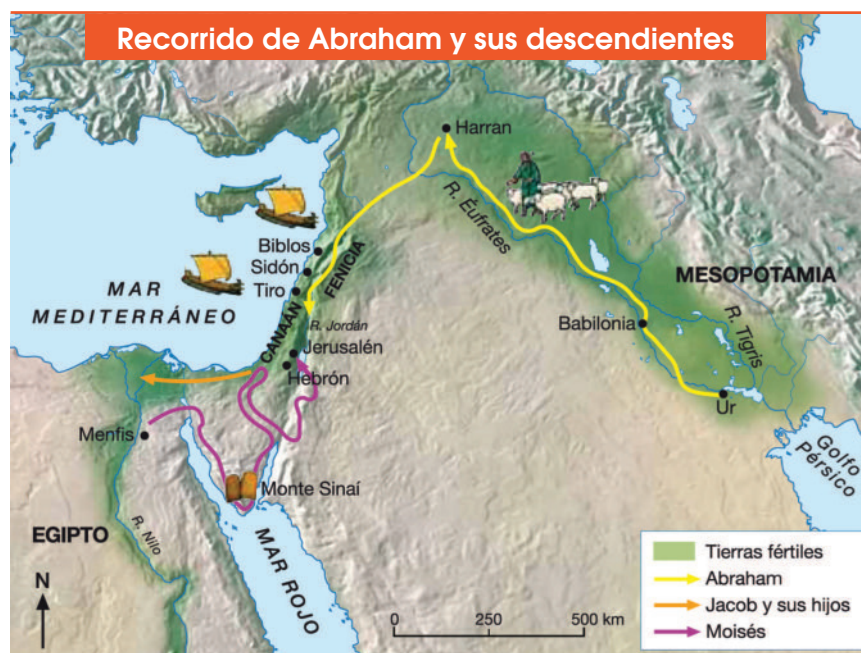 Recorrido de Abraham y sus descendientes
Harran
R. Éufrates
MESOPOTAMIA
Biblos
Sidón
Tiro
FENICIA
MAR
MEDITERRÁNEO
CANAÁN
R. Jordán
Jerusalén
Hebrón
Babilonia
R. Tigris
Ur
Golfo
Pérsico
Menfis
Monte Sinaí
EGIPTO
R. Nilo
MAR ROJO
N
0 250 500 km
Tierras fértiles
Abraham
Jacob y sus hijos
Moisés